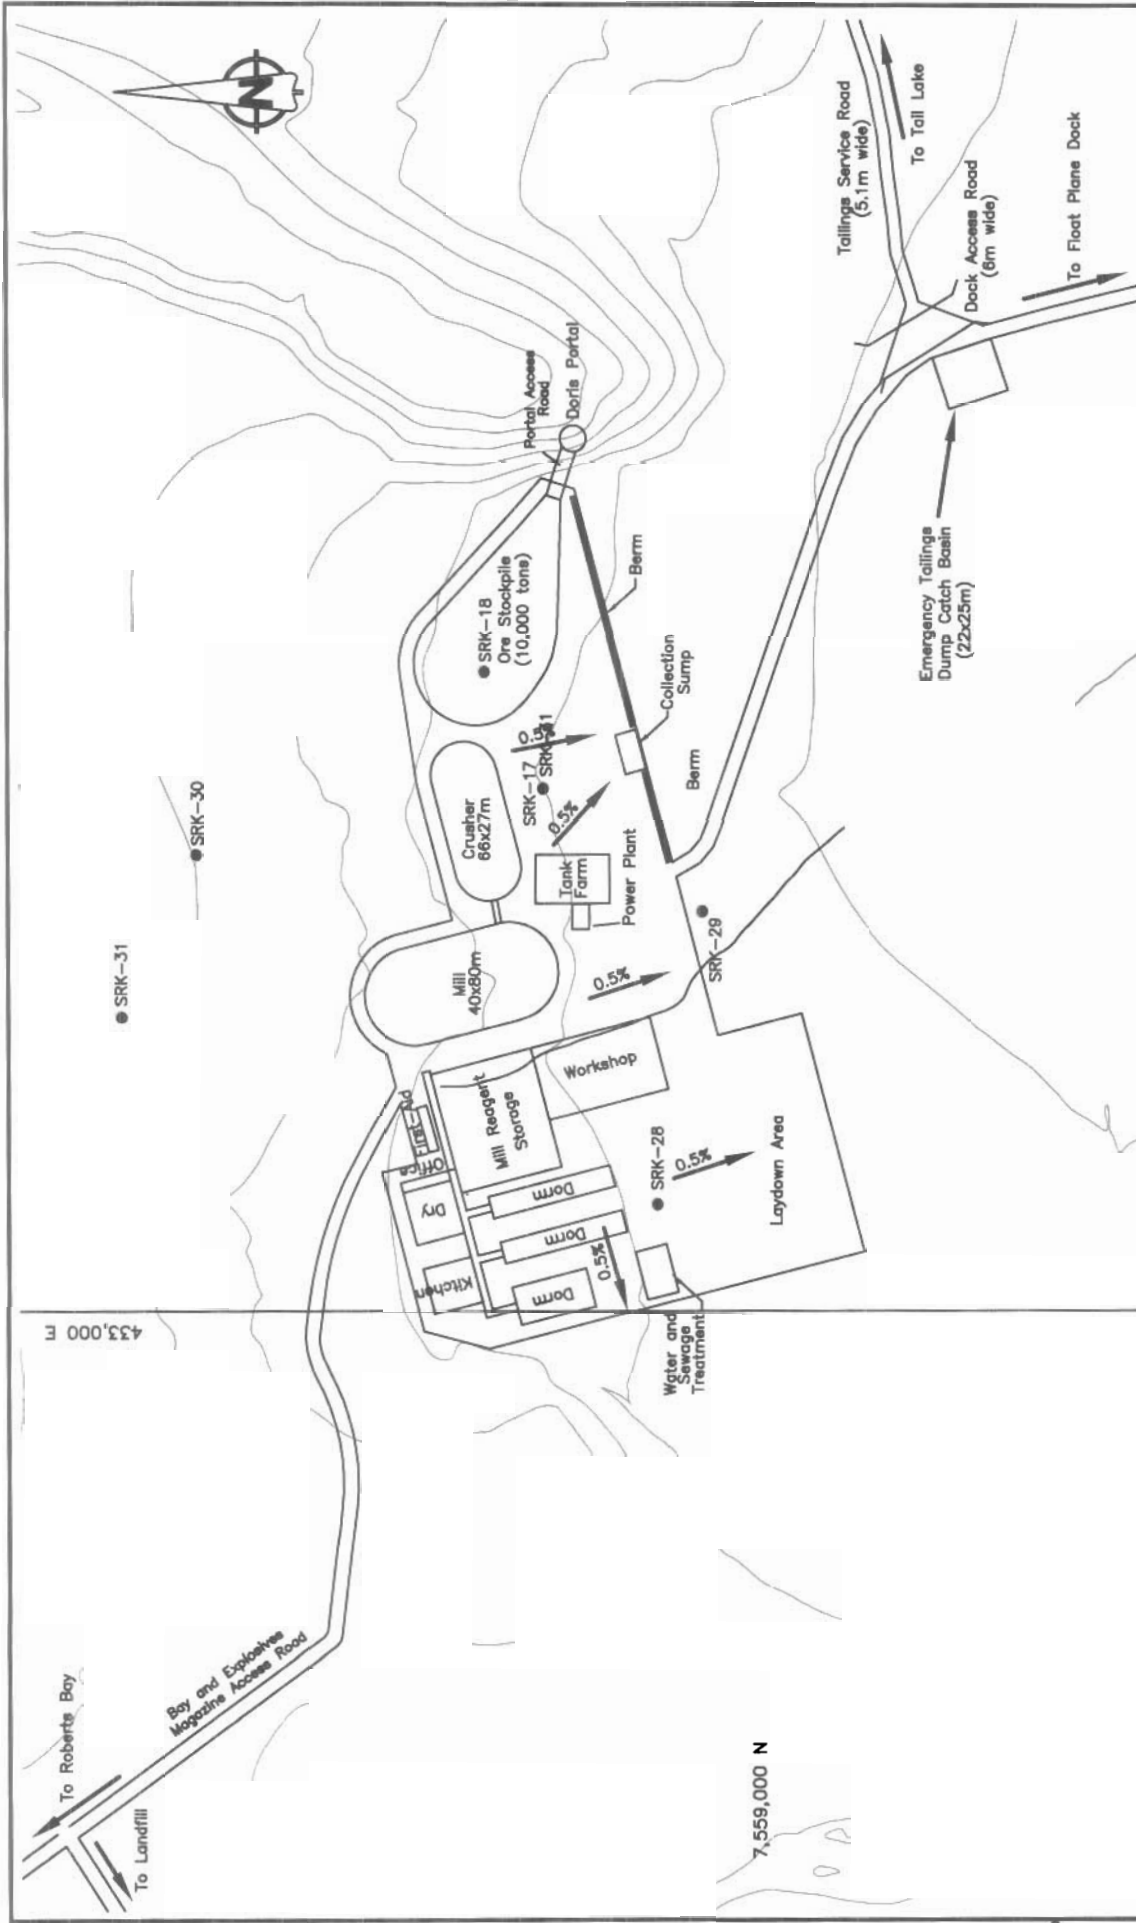 To Roberts Bay
To Landfill
Bay and Explosives
Magazine Access Road
433,000 E
7,559,000 N
N
SRK-31
SRK-30
First-Aid
Office
Dry
Kitchen
Dorm
Dorm
Dorm
Mill Reagent
Storage
Workshop
Mill
40x80m
Crusher
66x27m
Tank
Farm
Power Plant
SRK-17
0.5%
0.5%
0.5%
0.5%
0.5%
SRK-18
Ore Stockpile
(10,000 tons)
Portal Access
Road
Doris Portal
Berm
Collection
Sump
Berm
SRK-29
SRK-28
Laydown Area
Water and
Sewage
Treatment
Tailings Service Road
(5.1m wide)
To Tail Lake
Dock Access Road
(6m wide)
To Float Plane Dock
Emergency Tailings
Dump Catch Basin
(22x25m)